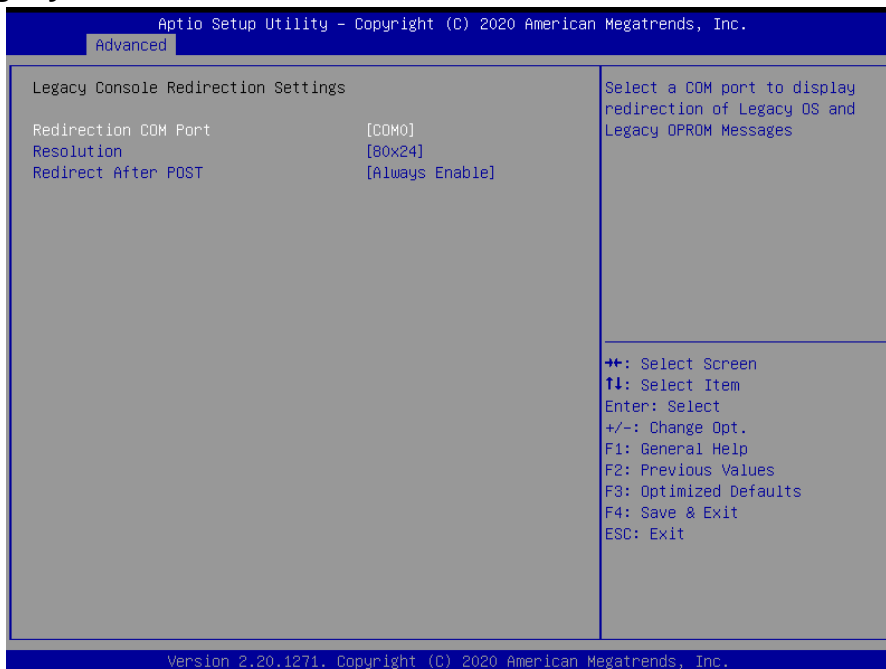 Aptio Setup Utility – Copyright (C) 2020 American Megatrends, Inc.
Advanced
Legacy Console Redirection Settings
Redirection COM Port [COM0]
Resolution [80x24]
Redirect After POST [Always Enable]
Select a COM port to display
redirection of Legacy OS and
Legacy OPROM Messages
→←: Select Screen
↑↓: Select Item
Enter: Select
+/-: Change Opt.
F1: General Help
F2: Previous Values
F3: Optimized Defaults
F4: Save & Exit
ESC: Exit
Version 2.20.1271. Copyright (C) 2020 American Megatrends, Inc.